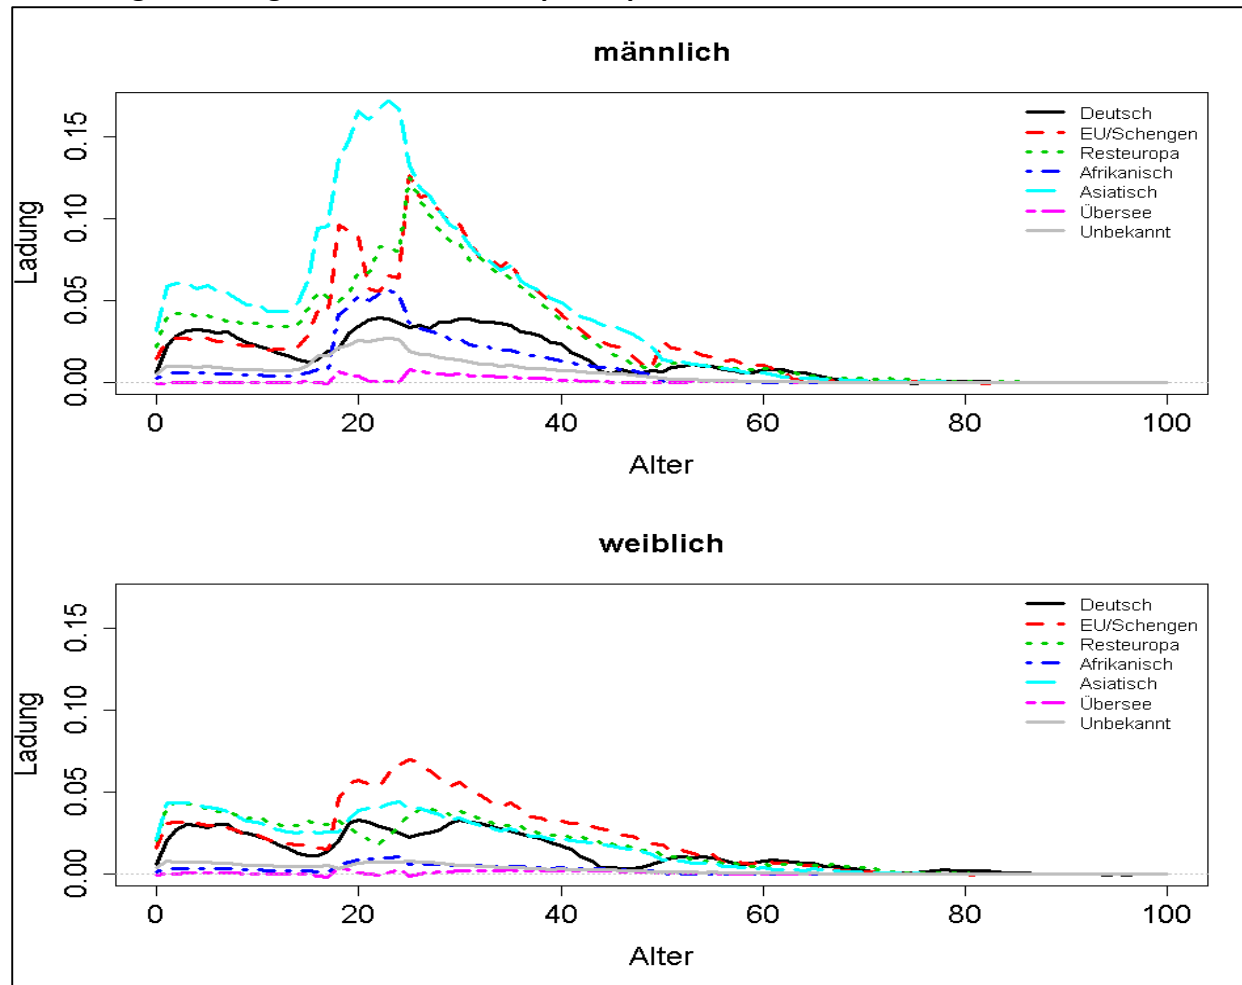 männlich
Ladung
0.15
0.10
0.05
0.00
Deutsch
EU/Schengen
Resteuropa
Afrikanisch
Asiatisch
Übersee
Unbekannt
0 20 40 60 80 100
Alter
weiblich
Ladung
0.15
0.10
0.05
0.00
Deutsch
EU/Schengen
Resteuropa
Afrikanisch
Asiatisch
Übersee
Unbekannt
0 20 40 60 80 100
Alter